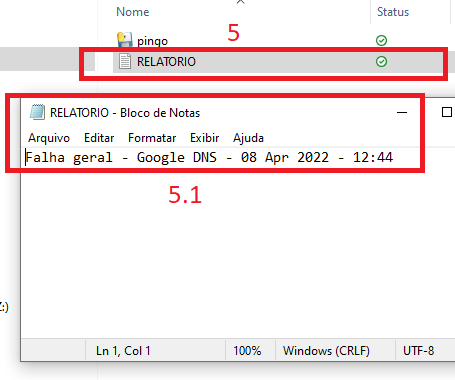 Nome Status
5
pingo
RELATORIO
RELATORIO - Bloco de Notas
Arquivo Editar Formatar Exibir Ajuda
Falha geral - Google DNS - 08 Apr 2022 - 12:44
5.1
:)
Ln 1, Col 1 100% Windows (CRLF) UTF-8